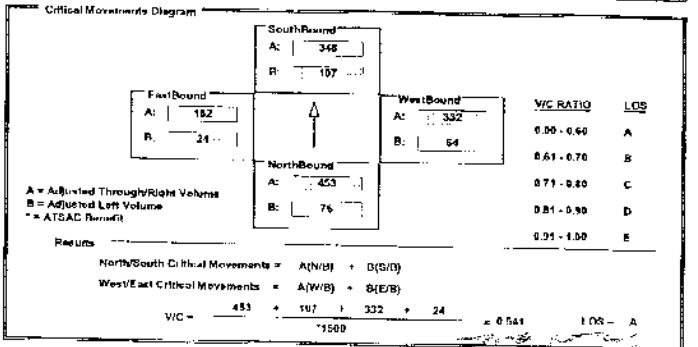 Critical Movements Diagram
SouthBound
A: 348
B: 107
EastBound
A: 162
B: 24
WestBound
A: 332
B: 64
NorthBound
A: 453
B: 76
V/C RATIO LOS
0.00 - 0.60 A
0.61 - 0.70 B
0.71 - 0.80 C
0.81 - 0.90 D
0.91 - 1.00 E
A = Adjusted Through/Right Volume
B = Adjusted Left Volume
* = ATSAC Benefit
Results
North/South Critical Movements = A(N/B) + B(S/B)
West/East Critical Movements = A(W/B) + B(E/B)
V/C = 453 + 107 + 332 + 24 = 0.541 LOS = A
*1500